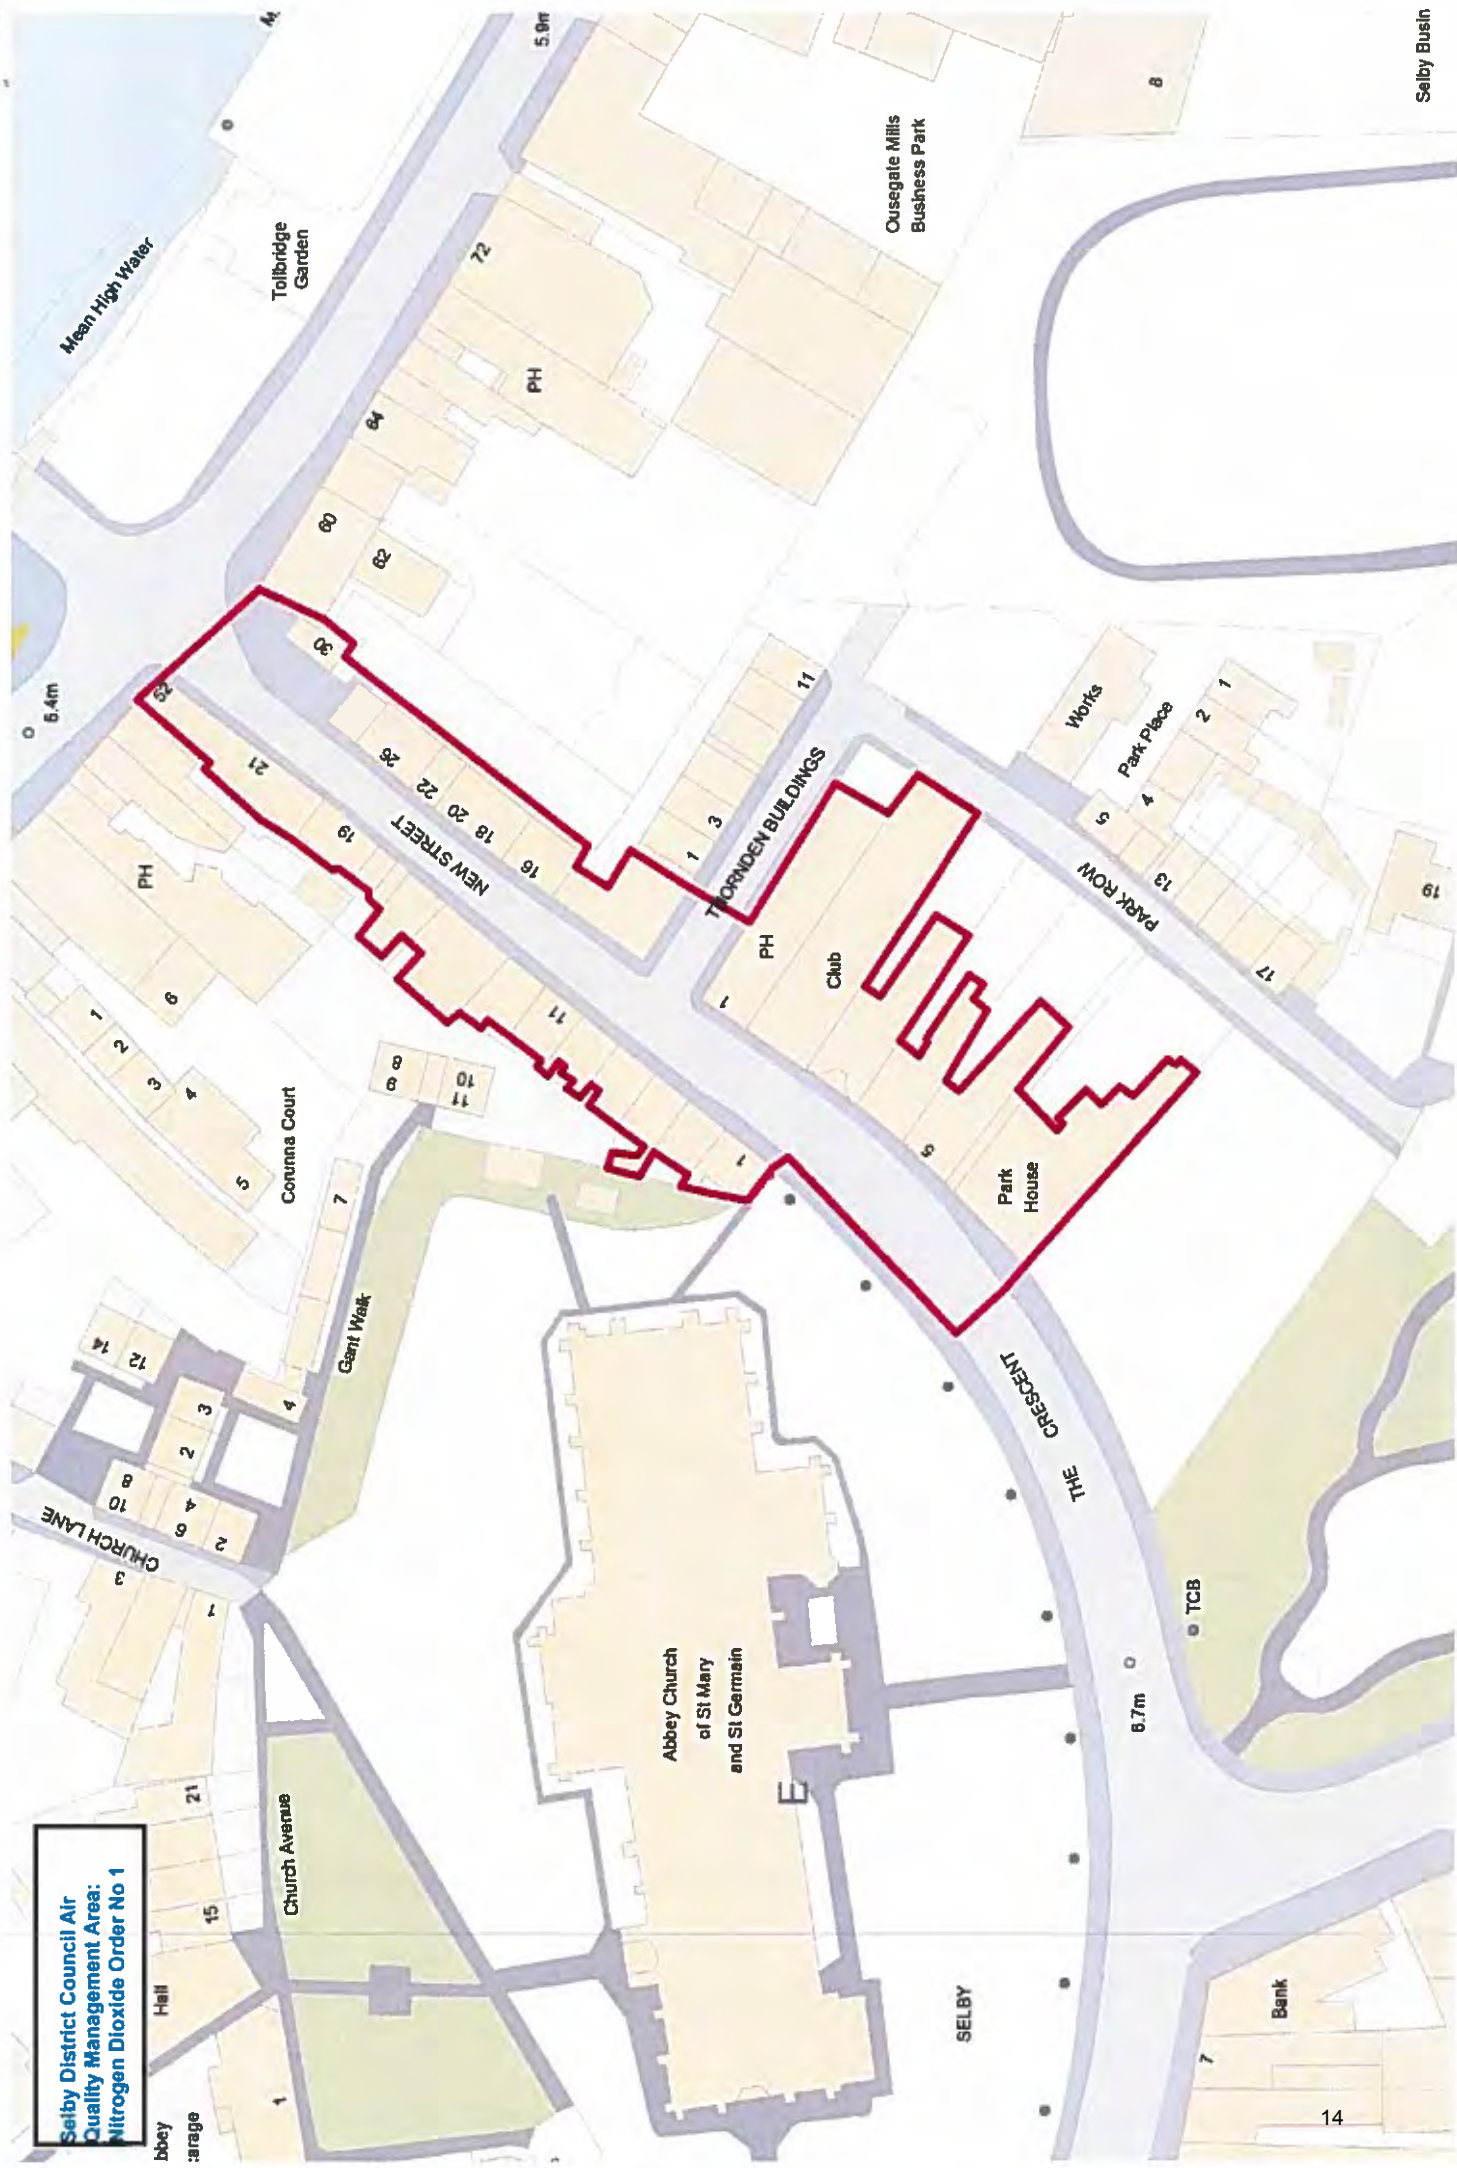 Selby District Council Air
Quality Management Area:
Nitrogen Dioxide Order No 1
Hall
bbey
:arage
1
15
21
Church Avenue
CHURCH LANE
3
1
10
8
6
4
2
2
3
4
14
12
Gant Walk
7
Corunna Court
5
4
3
2
1
6
9
8
11
10
PH
6.4m
Mean High Water
M.
Tollbridge
Garden
5.9m
72
PH
64
60
62
30
52
21
19
NEW STREET
26
22
20
18
16
11
1
1
3
11
THORNDEN BUILDINGS
1
PH
Club
5
Park
House
Ousegate Mills
Business Park
8
Selby Busin
Works
Park Place
1
2
4
5
13
17
19
PARK ROW
THE CRESCENT
TCB
6.7m
Abbey Church
of St Mary
and St Germain
E
SELBY
Bank
7
14